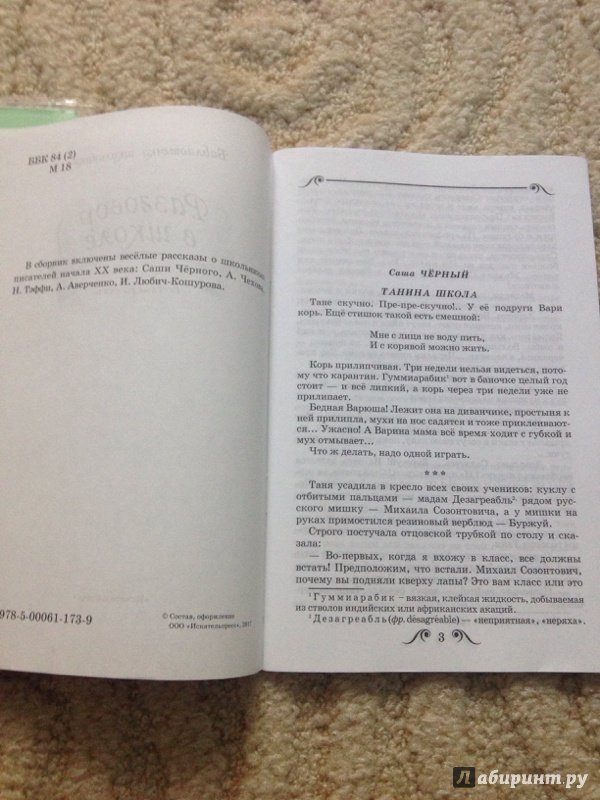 ББК 84 (2)
М 18
Библиотечка школьника
Разговор
в школе
В сборник включены весёлые рассказы о школьниках
писателей начала XX века: Саши Чёрного, А. Чехова,
Н. Тэффи, А. Аверченко, И. Любич-Кошурова.
978-5-00061-173-9
© Состав, оформление
ООО «Искательпресс», 2017
Саша ЧЁРНЫЙ
ТАНИНА ШКОЛА
Тане скучно. Пре-пре-скучно!.. У её подруги Вари
корь. Ещё стишок такой есть смешной:
Мне с лица не воду пить,
И с корявой можно жить.
Корь прилипчивая. Три недели нельзя видеться, пото-
му что карантин. Гуммиарабик¹ вот в баночке целый год
стоит — и всё липкий, а корь через три недели уже не
прилипает.
Бедная Варюша! Лежит она на диванчике, простыня к
ней прилипла, мухи на нос садятся и тоже приклеивают-
ся... Ужасно! А Варина мама всё время ходит с губкой и
мух отмывает...
Что ж делать, надо одной играть.
***
Таня усадила в кресло всех своих учеников: куклу с
отбитыми пальцами — мадам Дезагреабль², рядом рус-
ского мишку — Михаила Созонтовича, а у мишки на
руках примостился резиновый верблюд — Буржуй.
Строго постучала отцовской трубкой по столу и ска-
зала:
— Во-первых, когда я вхожу в класс, все должны
встать! Предположим, что встали. Михаил Созонтович,
почему вы подняли кверху лапы? Это вам класс или это
¹ Гуммиарабик – вязкая, клейкая жидкость, добываемая
из стволов индийских или африканских акаций.
² Дезагреабль (фр. désagréable) — «неприятная», «неряха».
3
Лабиринт.ру